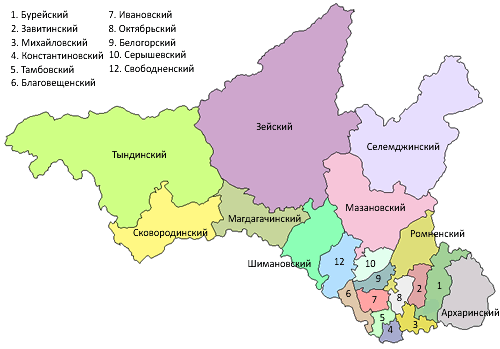 1. Бурейский
2. Завитинский
3. Михайловский
4. Константиновский
5. Тамбовский
6. Благовещенский
7. Ивановский
8. Октябрьский
9. Белогорский
10. Серышевский
12. Свободненский
Зейский
Тындинский
Селемджинский
Мазановский
Магдагачинский
Сковородинский
Ромненский
Шимановский
12
10
9
6
7
8
2
1
Архаринский
5
4
3